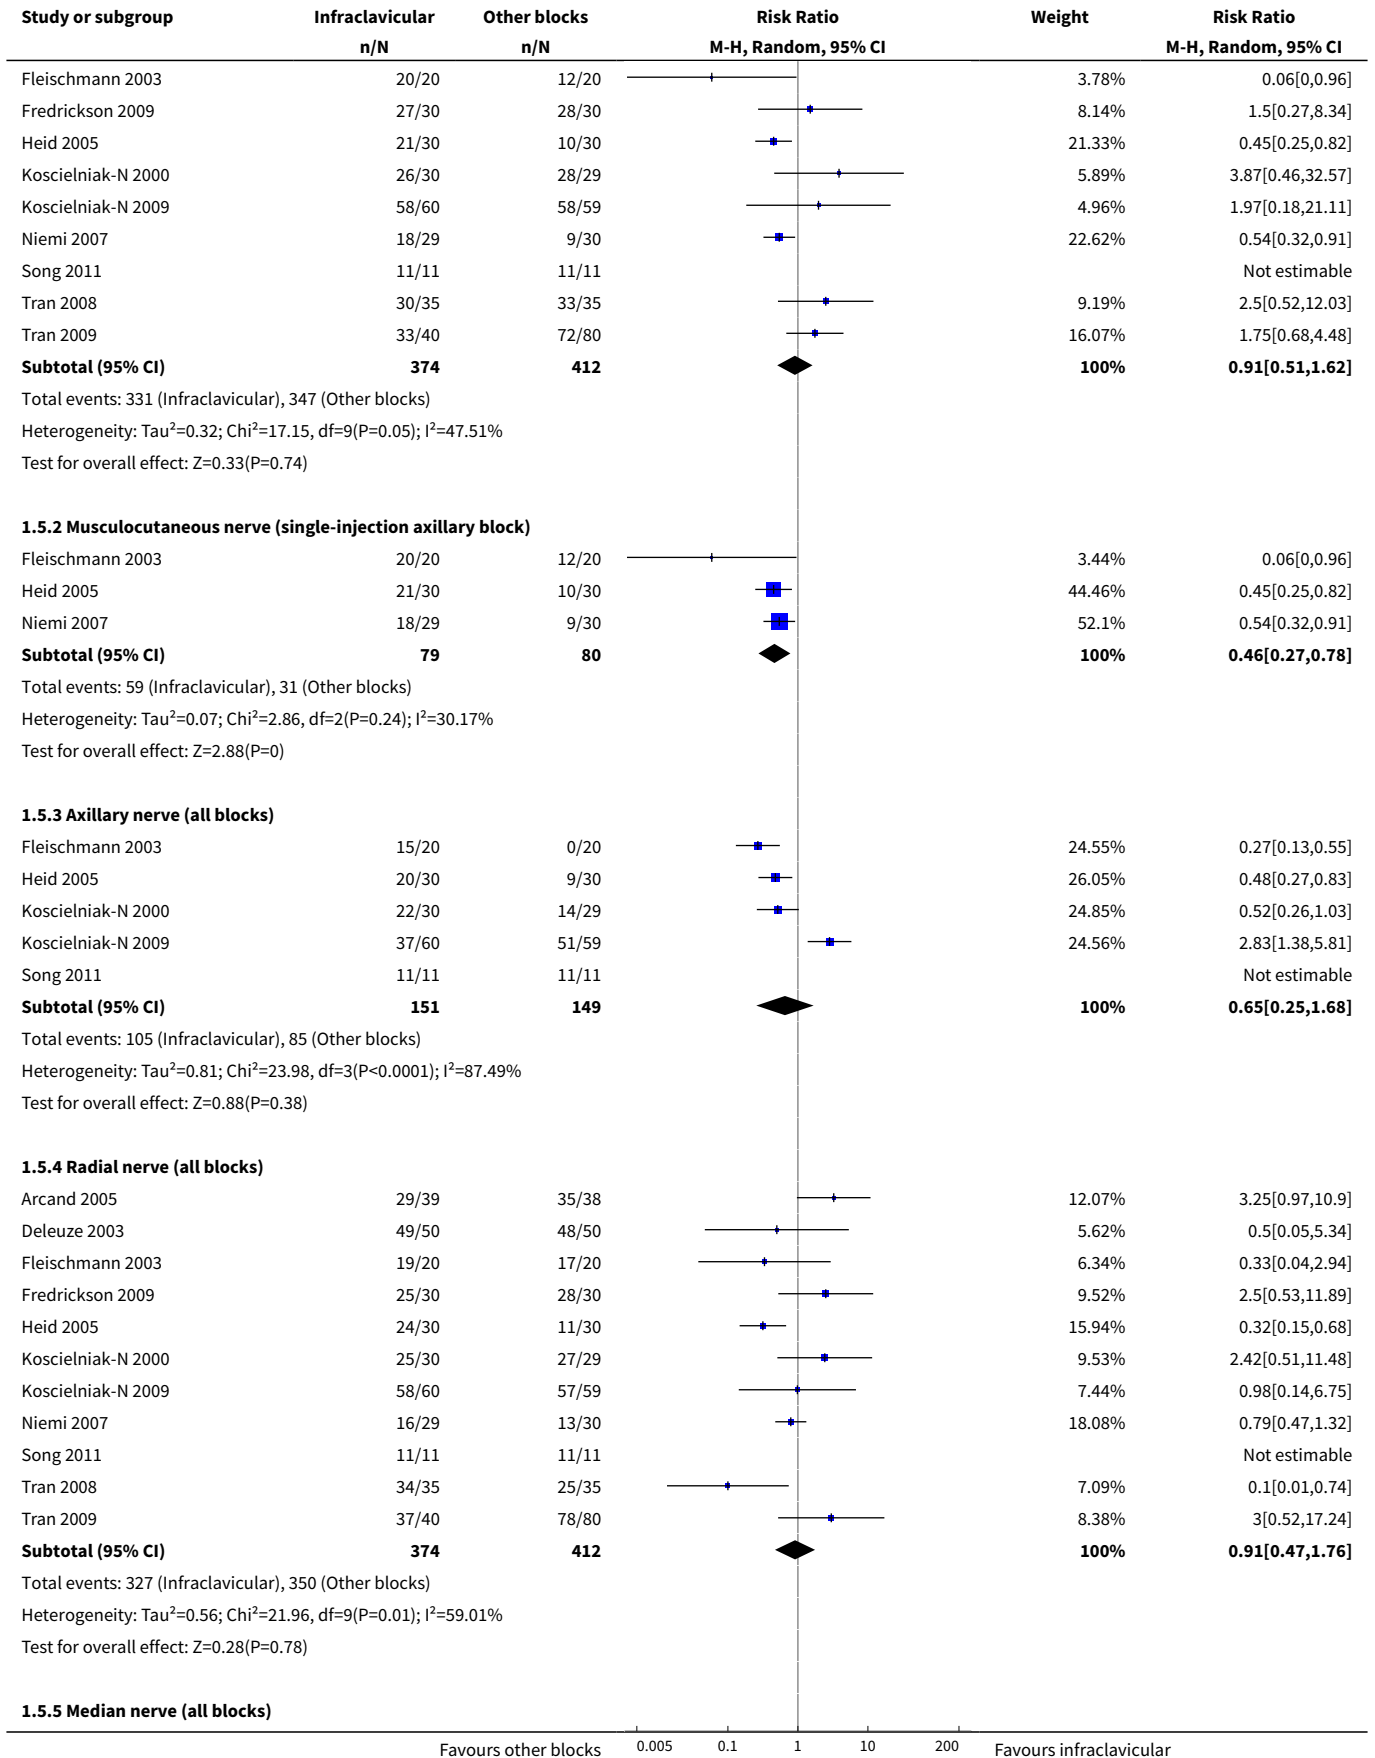 Study or subgroup Infraclavicular Other blocks Risk Ratio Weight Risk Ratio
n/N n/N M-H, Random, 95% CI M-H, Random, 95% CI
Fleischmann 2003 20/20 12/20 3.78% 0.06[0,0.96]
Fredrickson 2009 27/30 28/30 8.14% 1.5[0.27,8.34]
Heid 2005 21/30 10/30 21.33% 0.45[0.25,0.82]
Koscielniak-N 2000 26/30 28/29 5.89% 3.87[0.46,32.57]
Koscielniak-N 2009 58/60 58/59 4.96% 1.97[0.18,21.11]
Niemi 2007 18/29 9/30 22.62% 0.54[0.32,0.91]
Song 2011 11/11 11/11 Not estimable
Tran 2008 30/35 33/35 9.19% 2.5[0.52,12.03]
Tran 2009 33/40 72/80 16.07% 1.75[0.68,4.48]
Subtotal (95% CI) 374 412 100% 0.91[0.51,1.62]
Total events: 331 (Infraclavicular), 347 (Other blocks)
Heterogeneity: Tau²=0.32; Chi²=17.15, df=9(P=0.05); I²=47.51%
Test for overall effect: Z=0.33(P=0.74)
1.5.2 Musculocutaneous nerve (single-injection axillary block)
Fleischmann 2003 20/20 12/20 3.44% 0.06[0,0.96]
Heid 2005 21/30 10/30 44.46% 0.45[0.25,0.82]
Niemi 2007 18/29 9/30 52.1% 0.54[0.32,0.91]
Subtotal (95% CI) 79 80 100% 0.46[0.27,0.78]
Total events: 59 (Infraclavicular), 31 (Other blocks)
Heterogeneity: Tau²=0.07; Chi²=2.86, df=2(P=0.24); I²=30.17%
Test for overall effect: Z=2.88(P=0)
1.5.3 Axillary nerve (all blocks)
Fleischmann 2003 15/20 0/20 24.55% 0.27[0.13,0.55]
Heid 2005 20/30 9/30 26.05% 0.48[0.27,0.83]
Koscielniak-N 2000 22/30 14/29 24.85% 0.52[0.26,1.03]
Koscielniak-N 2009 37/60 51/59 24.56% 2.83[1.38,5.81]
Song 2011 11/11 11/11 Not estimable
Subtotal (95% CI) 151 149 100% 0.65[0.25,1.68]
Total events: 105 (Infraclavicular), 85 (Other blocks)
Heterogeneity: Tau²=0.81; Chi²=23.98, df=3(P<0.0001); I²=87.49%
Test for overall effect: Z=0.88(P=0.38)
1.5.4 Radial nerve (all blocks)
Arcand 2005 29/39 35/38 12.07% 3.25[0.97,10.9]
Deleuze 2003 49/50 48/50 5.62% 0.5[0.05,5.34]
Fleischmann 2003 19/20 17/20 6.34% 0.33[0.04,2.94]
Fredrickson 2009 25/30 28/30 9.52% 2.5[0.53,11.89]
Heid 2005 24/30 11/30 15.94% 0.32[0.15,0.68]
Koscielniak-N 2000 25/30 27/29 9.53% 2.42[0.51,11.48]
Koscielniak-N 2009 58/60 57/59 7.44% 0.98[0.14,6.75]
Niemi 2007 16/29 13/30 18.08% 0.79[0.47,1.32]
Song 2011 11/11 11/11 Not estimable
Tran 2008 34/35 25/35 7.09% 0.1[0.01,0.74]
Tran 2009 37/40 78/80 8.38% 3[0.52,17.24]
Subtotal (95% CI) 374 412 100% 0.91[0.47,1.76]
Total events: 327 (Infraclavicular), 350 (Other blocks)
Heterogeneity: Tau²=0.56; Chi²=21.96, df=9(P=0.01); I²=59.01%
Test for overall effect: Z=0.28(P=0.78)
1.5.5 Median nerve (all blocks)
Favours other blocks 0.005 0.1 1 10 200 Favours infraclavicular